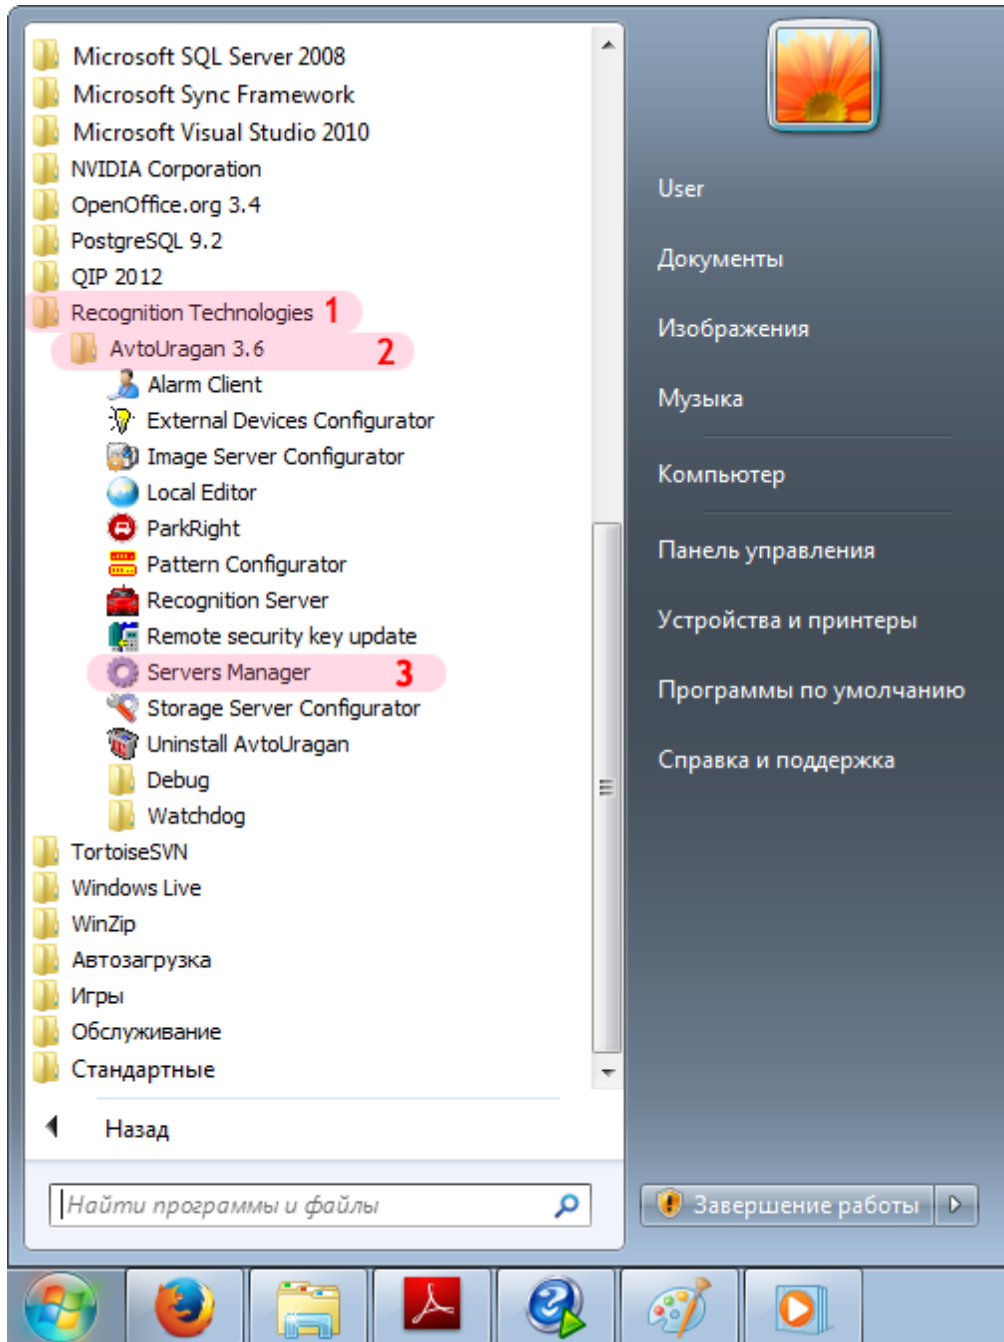 Microsoft SQL Server 2008
Microsoft Sync Framework
Microsoft Visual Studio 2010
NVIDIA Corporation
OpenOffice.org 3.4
PostgreSQL 9.2
QIP 2012
Recognition Technologies 1
AvtoUragan 3.6 2
Alarm Client
External Devices Configurator
Image Server Configurator
Local Editor
ParkRight
Pattern Configurator
Recognition Server
Remote security key update
Servers Manager 3
Storage Server Configurator
Uninstall AvtoUragan
Debug
Watchdog
TortoiseSVN
Windows Live
WinZip
Автозагрузка
Игры
Обслуживание
Стандартные
Назад
Найти программы и файлы
User
Документы
Изображения
Музыка
Компьютер
Панель управления
Устройства и принтеры
Программы по умолчанию
Справка и поддержка
Завершение работы